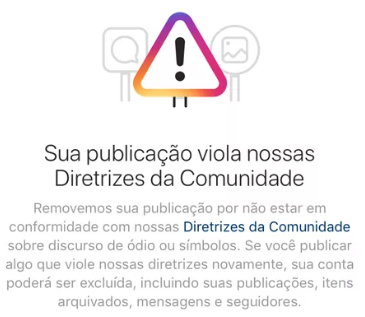 Sua publicação viola nossas
Diretrizes da Comunidade
Removemos sua publicação por não estar em
conformidade com nossas Diretrizes da Comunidade
sobre discurso de ódio ou símbolos. Se você publicar
algo que viole nossas diretrizes novamente, sua conta
poderá ser excluída, incluindo suas publicações, itens
arquivados, mensagens e seguidores.